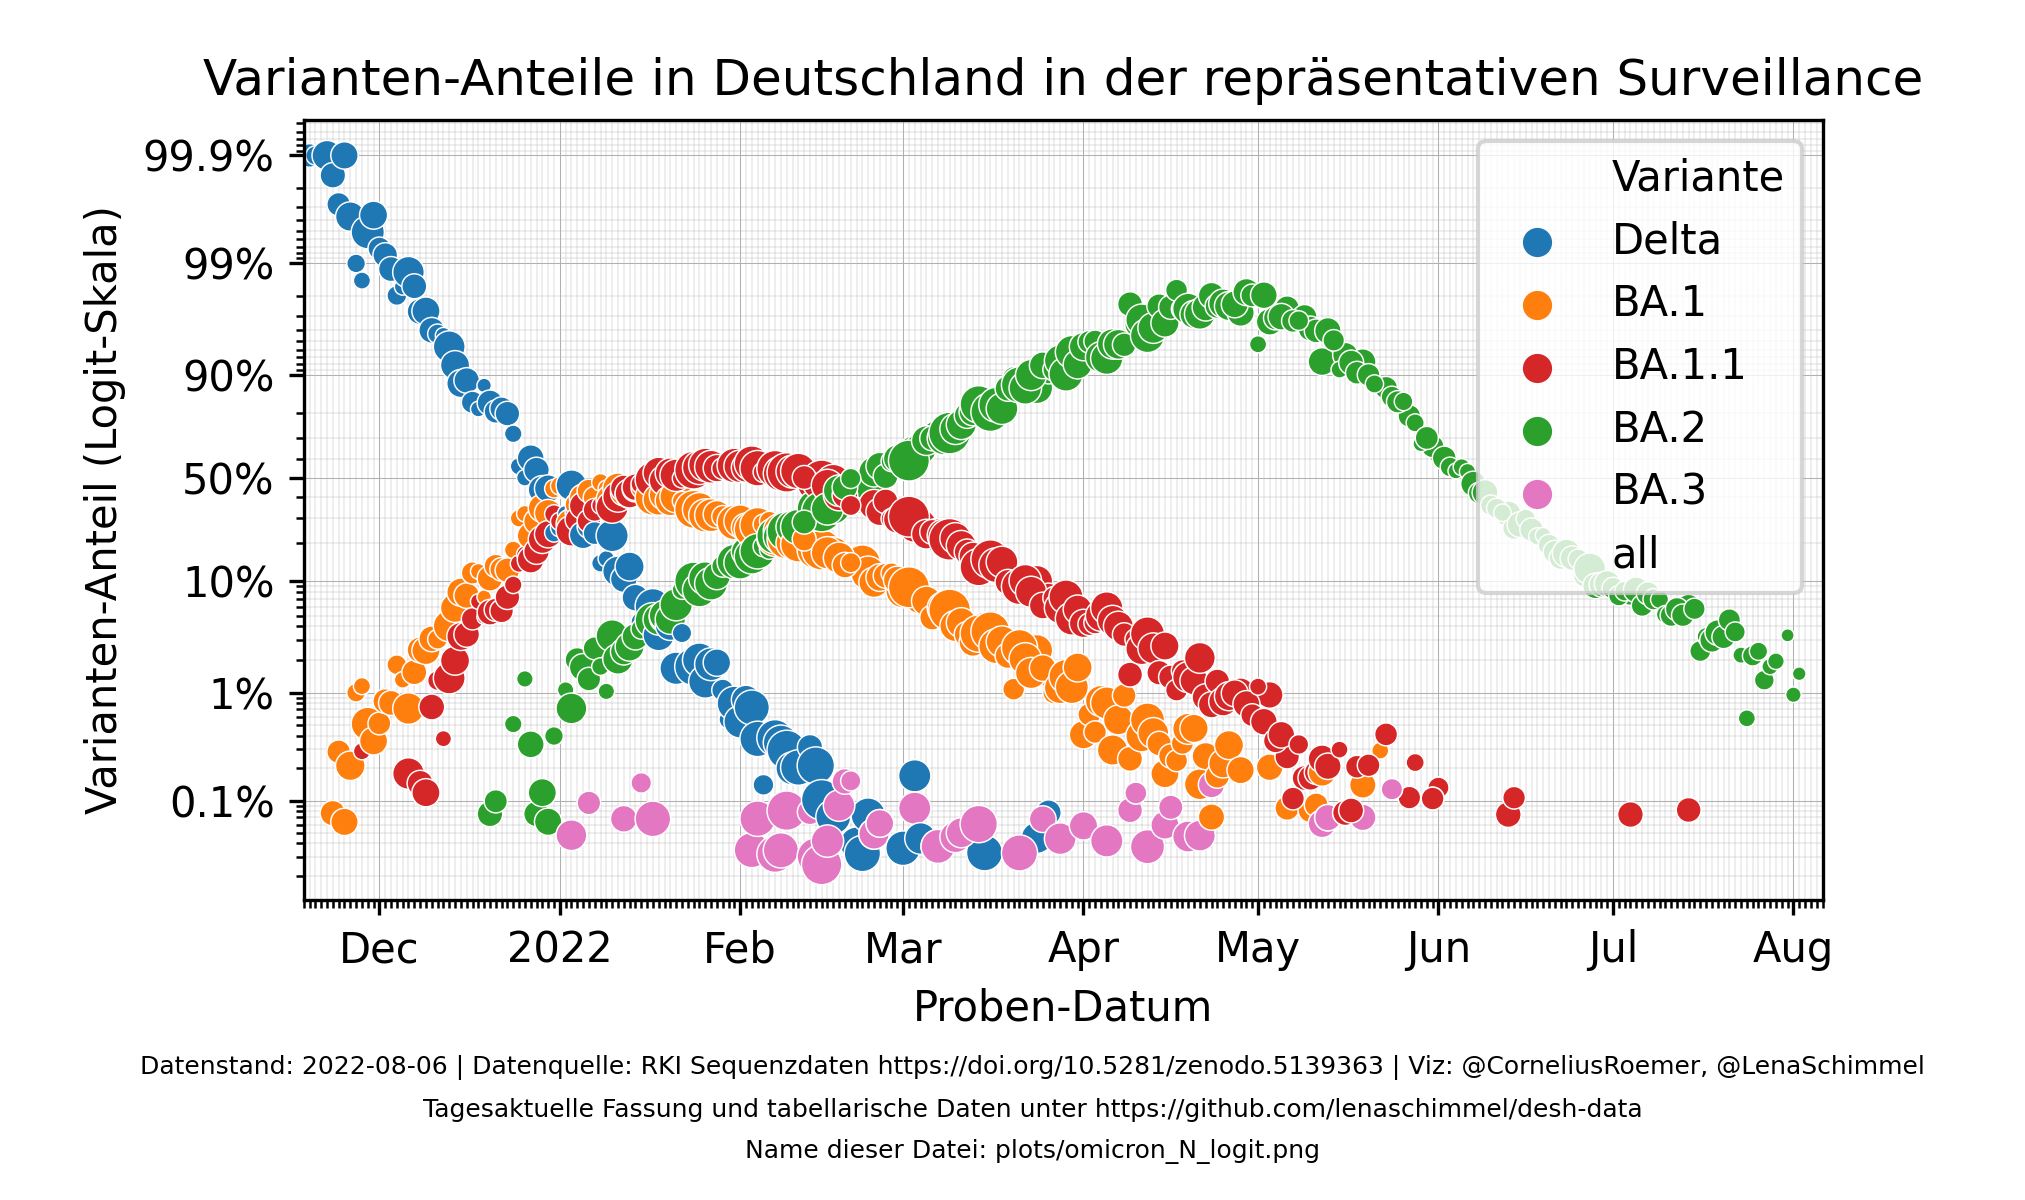 Varianten-Anteile in Deutschland in der repräsentativen Surveillance
Varianten-Anteil (Logit-Skala)
99.9%
99%
90%
50%
10%
1%
0.1%
Variante
Delta
BA.1
BA.1.1
BA.2
BA.3
all
Dec 2022 Feb Mar Apr May Jun Jul Aug
Proben-Datum
Datenstand: 2022-08-06 | Datenquelle: RKI Sequenzdaten https://doi.org/10.5281/zenodo.5139363 | Viz: @CorneliusRoemer, @LenaSchimmel
Tagesaktuelle Fassung und tabellarische Daten unter https://github.com/lenaschimmel/desh-data
Name dieser Datei: plots/omicron_N_logit.png